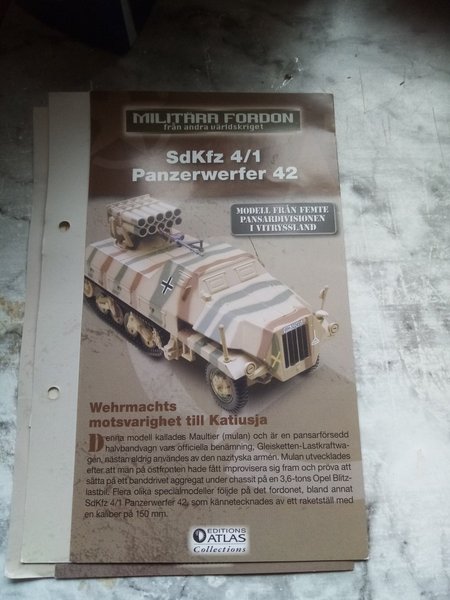 MILITÄRA FORDON
från andra världskriget
SdKfz 4/1
Panzerwerfer 42
MODELL FRÅN FEMTE
PANSARDIVISIONEN
I VITRYSSLAND
Wehrmachts
motsvarighet till Katiusja
Denna modell kallades Maultier (mulan) och är en pansarförsedd
halvbandvagn vars officiella benämning, Gleisketten-Lastkraftwa-
gen, nästan aldrig användes av den nazityska armén. Mulan utvecklades
efter att man på östfronten hade fått improvisera sig fram och pröva att
sätta på ett banddrivet aggregat under chassit på en 3,6-tons Opel Blitz-
lastbil. Flera olika specialmodeller följde på det fordonet, bland annat
SdKfz 4/1 Panzerwerfer 42, som kännetecknades av ett raketställ med
en kaliber på 150 mm.
EDITIONS
ATLAS
Collections